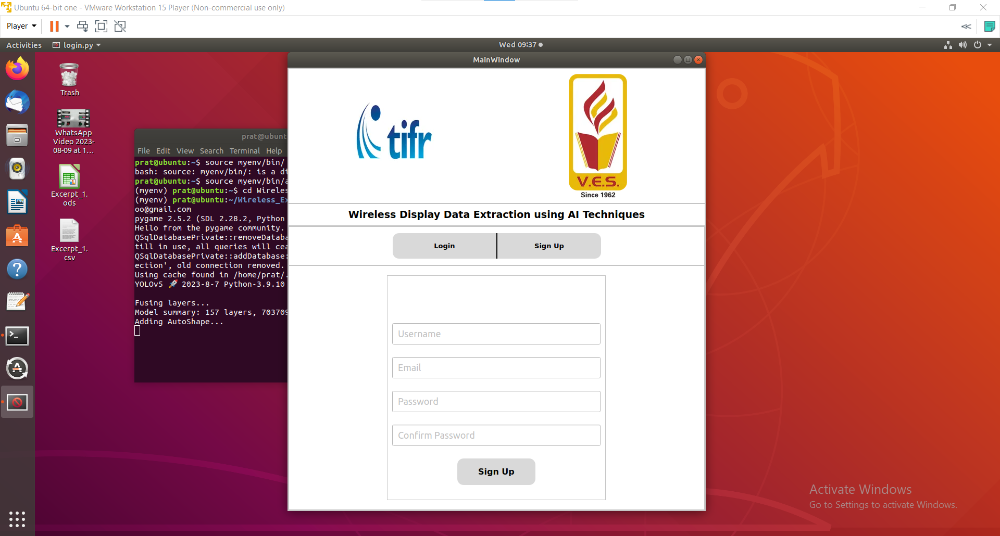 Ubuntu 64-bit one - VMware Workstation 15 Player (Non-commercial use only)
Player
Activities
login.py
Wed 09:37
MainWindow
Trash
WhatsApp
Video 2023-
08-09 at 1...
Excerpt_1.
ods
Excerpt_1.
csv
prat@ubunt
File Edit View Search Terminal Help
prat@ubuntu:~$ source myenv/bin/
bash: source: myenv/bin/: is a di
prat@ubuntu:~$ source myenv/bin/a
(myenv) prat@ubuntu:~$ cd Wireles
(myenv) prat@ubuntu:~/Wireless_Ex
oo@gmail.com
pygame 2.5.2 (SDL 2.28.2, Python
Hello from the pygame community.
QSqlDatabasePrivate::removeDataba
till in use, all queries will cea
QSqlDatabasePrivate::addDatabase:
ection', old connection removed.
Using cache found in /home/prat/.
YOLOv5 🚀 2023-8-7 Python-3.9.10
Fusing layers...
Model summary: 157 layers, 703709
Adding AutoShape...
tifr
V.E.S.
Since 1962
Wireless Display Data Extraction using AI Techniques
Login
Sign Up
Username
Email
Password
Confirm Password
Sign Up
Activate Windows
Go to Settings to activate Windows.